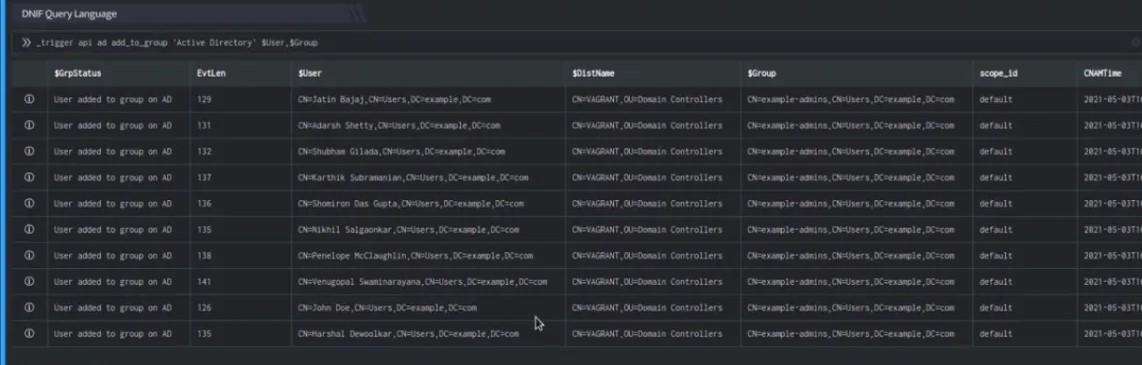 DNIF Query Language
_trigger api ad add_to_group 'Active Directory' $User,$Group
$GrpStatus EvtLen $User $DistName $Group scope_id CNAMTime
User added to group on AD 129 CN=Jatin Bajaj,CN=Users,DC=example,DC=com CN=VAGRANT,OU=Domain Controllers CN=example-admins,CN=Users,DC=example,DC=com default 2021-05-03T1
User added to group on AD 131 CN=Adarsh Shetty,CN=Users,DC=example,DC=com CN=VAGRANT,OU=Domain Controllers CN=example-admins,CN=Users,DC=example,DC=com default 2021-05-03T1
User added to group on AD 132 CN=Shubham Gilada,CN=Users,DC=example,DC=com CN=VAGRANT,OU=Domain Controllers CN=example-admins,CN=Users,DC=example,DC=com default 2021-05-03T1
User added to group on AD 137 CN=Karthik Subramanian,CN=Users,DC=example,DC=com CN=VAGRANT,OU=Domain Controllers CN=example-admins,CN=Users,DC=example,DC=com default 2021-05-03T1
User added to group on AD 136 CN=Shomiron Das Gupta,CN=Users,DC=example,DC=com CN=VAGRANT,OU=Domain Controllers CN=example-admins,CN=Users,DC=example,DC=com default 2021-05-03T1
User added to group on AD 135 CN=Nikhil Salgaonkar,CN=Users,DC=example,DC=com CN=VAGRANT,OU=Domain Controllers CN=example-admins,CN=Users,DC=example,DC=com default 2021-05-03T1
User added to group on AD 138 CN=Penelope McClaughlin,CN=Users,DC=example,DC=com CN=VAGRANT,OU=Domain Controllers CN=example-admins,CN=Users,DC=example,DC=com default 2021-05-03T1
User added to group on AD 141 CN=Venugopal Swaminarayana,CN=Users,DC=example,DC=com CN=VAGRANT,OU=Domain Controllers CN=example-admins,CN=Users,DC=example,DC=com default 2021-05-03T1
User added to group on AD 126 CN=John Doe,CN=Users,DC=example,DC=com CN=VAGRANT,OU=Domain Controllers CN=example-admins,CN=Users,DC=example,DC=com default 2021-05-03T1
User added to group on AD 135 CN=Harshal Dewoolkar,CN=Users,DC=example,DC=com CN=VAGRANT,OU=Domain Controllers CN=example-admins,CN=Users,DC=example,DC=com default 2021-05-03T1